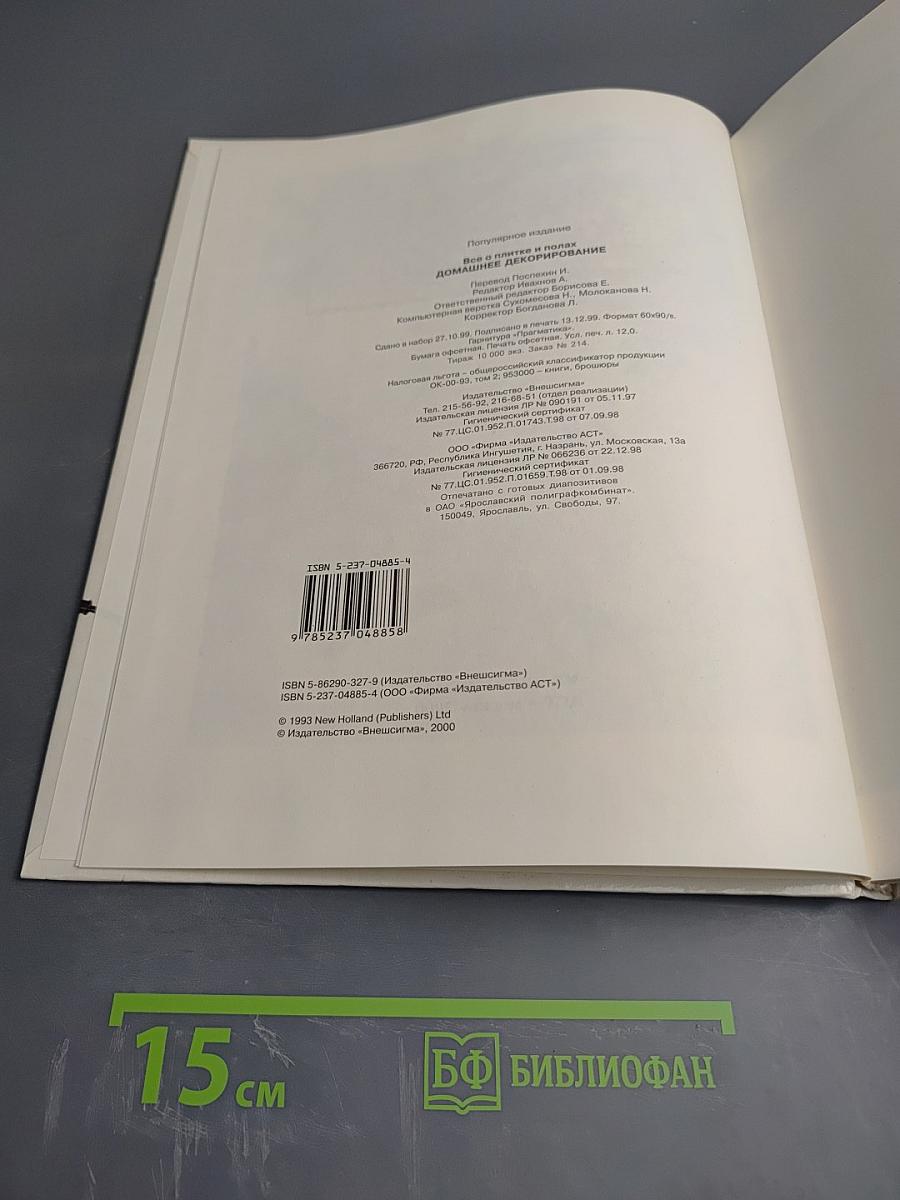 Популярное издание
Все о плитке и полах
ДОМАШНЕЕ ДЕКОРИРОВАНИЕ
Перевод Поспехин И.
Редактор Ивахнов А.
Ответственный редактор Борисова Е.
Компьютерная верстка Сухомесова Н., Молоканова Н.
Корректор Богданова Л.
Сдано в набор 27.10.99. Подписано в печать 13.12.99. Формат 60х90/₈.
Гарнитура «Прагматика».
Бумага офсетная. Печать офсетная. Усл. печ. л. 12,0.
Тираж 10 000 экз. Заказ № 214.
Налоговая льгота – общероссийский классификатор продукции
ОК-00-93, том 2; 953000 – книги, брошюры
Издательство «Внешсигма»
Тел. 215-56-92, 216-68-51 (отдел реализации)
Издательская лицензия ЛР № 090191 от 05.11.97
Гигиенический сертификат
№ 77.ЦС.01.952.П.01743.Т.98 от 07.09.98
ООО «Фирма «Издательство АСТ»
366720, РФ, Республика Ингушетия, г. Назрань, ул. Московская, 13а
Издательская лицензия ЛР № 066236 от 22.12.98
Гигиенический сертификат
№ 77.ЦС.01.952.П.01659.Т.98 от 01.09.98
Отпечатано с готовых диапозитивов
в ОАО «Ярославский полиграфкомбинат».
150049, Ярославль, ул. Свободы, 97.
ISBN 5-237-04885-4
9 785237 048858
ISBN 5-86290-327-9 (Издательство «Внешсигма»)
ISBN 5-237-04885-4 (ООО «Фирма «Издательство АСТ»)
© 1993 New Holland (Publishers) Ltd
© Издательство «Внешсигма», 2000
15 см
БФ БИБЛИОФАН